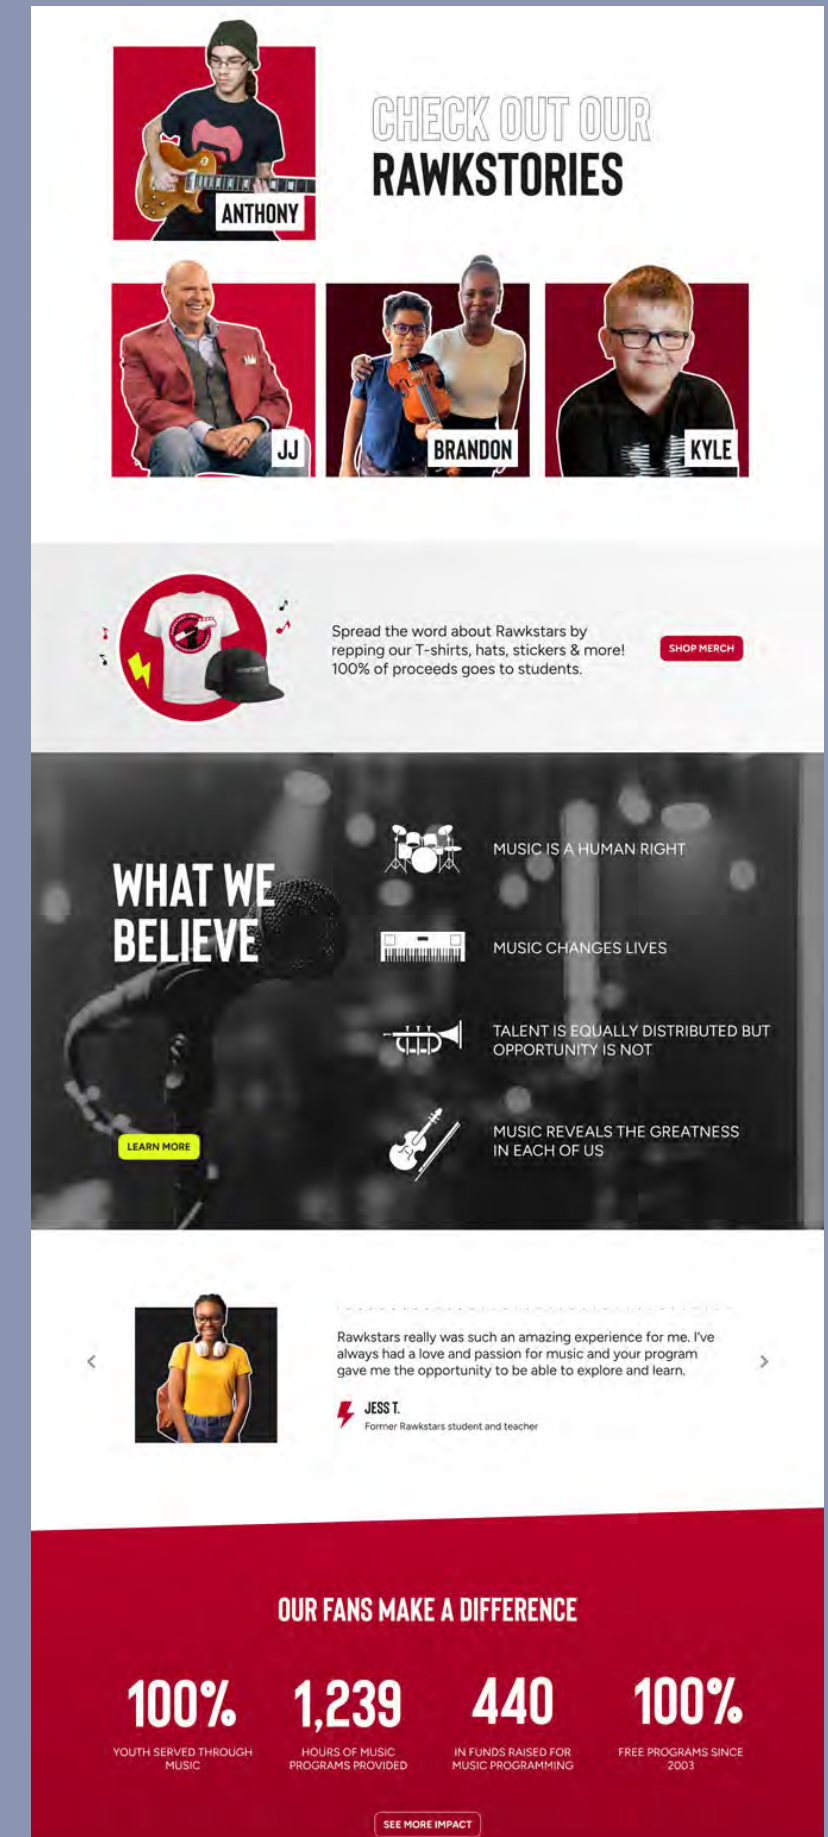 CHECK OUT OUR
RAWKSTORIES
ANTHONY
JJ
BRANDON
KYLE
Spread the word about Rawkstars by
repping our T-shirts, hats, stickers & more!
100% of proceeds goes to students.
SHOP MERCH
WHAT WE
BELIEVE
LEARN MORE
MUSIC IS A HUMAN RIGHT
MUSIC CHANGES LIVES
TALENT IS EQUALLY DISTRIBUTED BUT
OPPORTUNITY IS NOT
MUSIC REVEALS THE GREATNESS
IN EACH OF US
Rawkstars really was such an amazing experience for me. I've
always had a love and passion for music and your program
gave me the opportunity to be able to explore and learn.
JESS T.
Former Rawkstars student and teacher
OUR FANS MAKE A DIFFERENCE
100%
YOUTH SERVED THROUGH
MUSIC
1,239
HOURS OF MUSIC
PROGRAMS PROVIDED
440
IN FUNDS RAISED FOR
MUSIC PROGRAMMING
100%
FREE PROGRAMS SINCE
2003
SEE MORE IMPACT